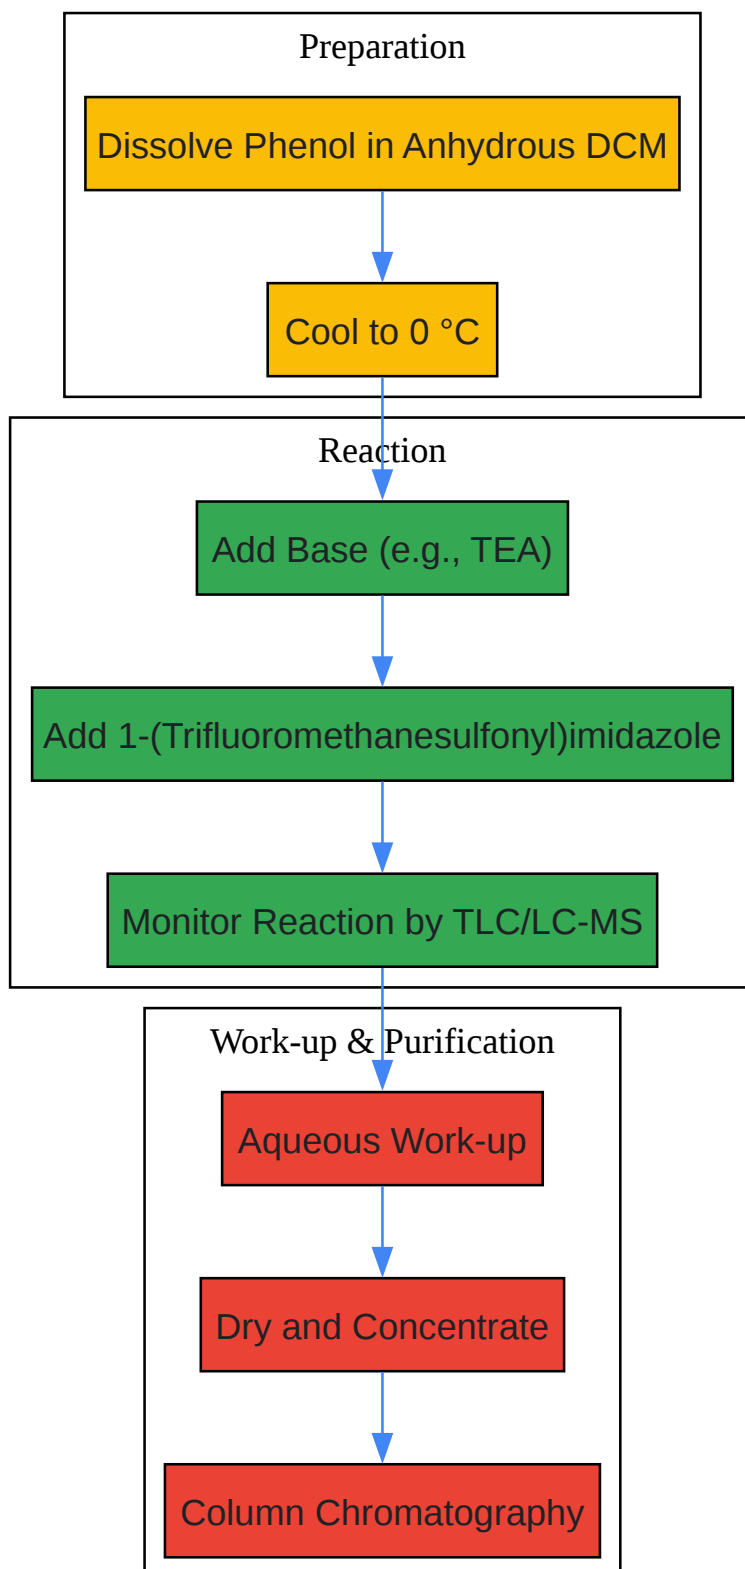 Preparation
Dissolve Phenol in Anhydrous DCM
Cool to 0 °C
Reaction
Add Base (e.g., TEA)
Add 1-(Trifluoromethanesulfonyl)imidazole
Monitor Reaction by TLC/LC-MS
Work-up & Purification
Aqueous Work-up
Dry and Concentrate
Column Chromatography